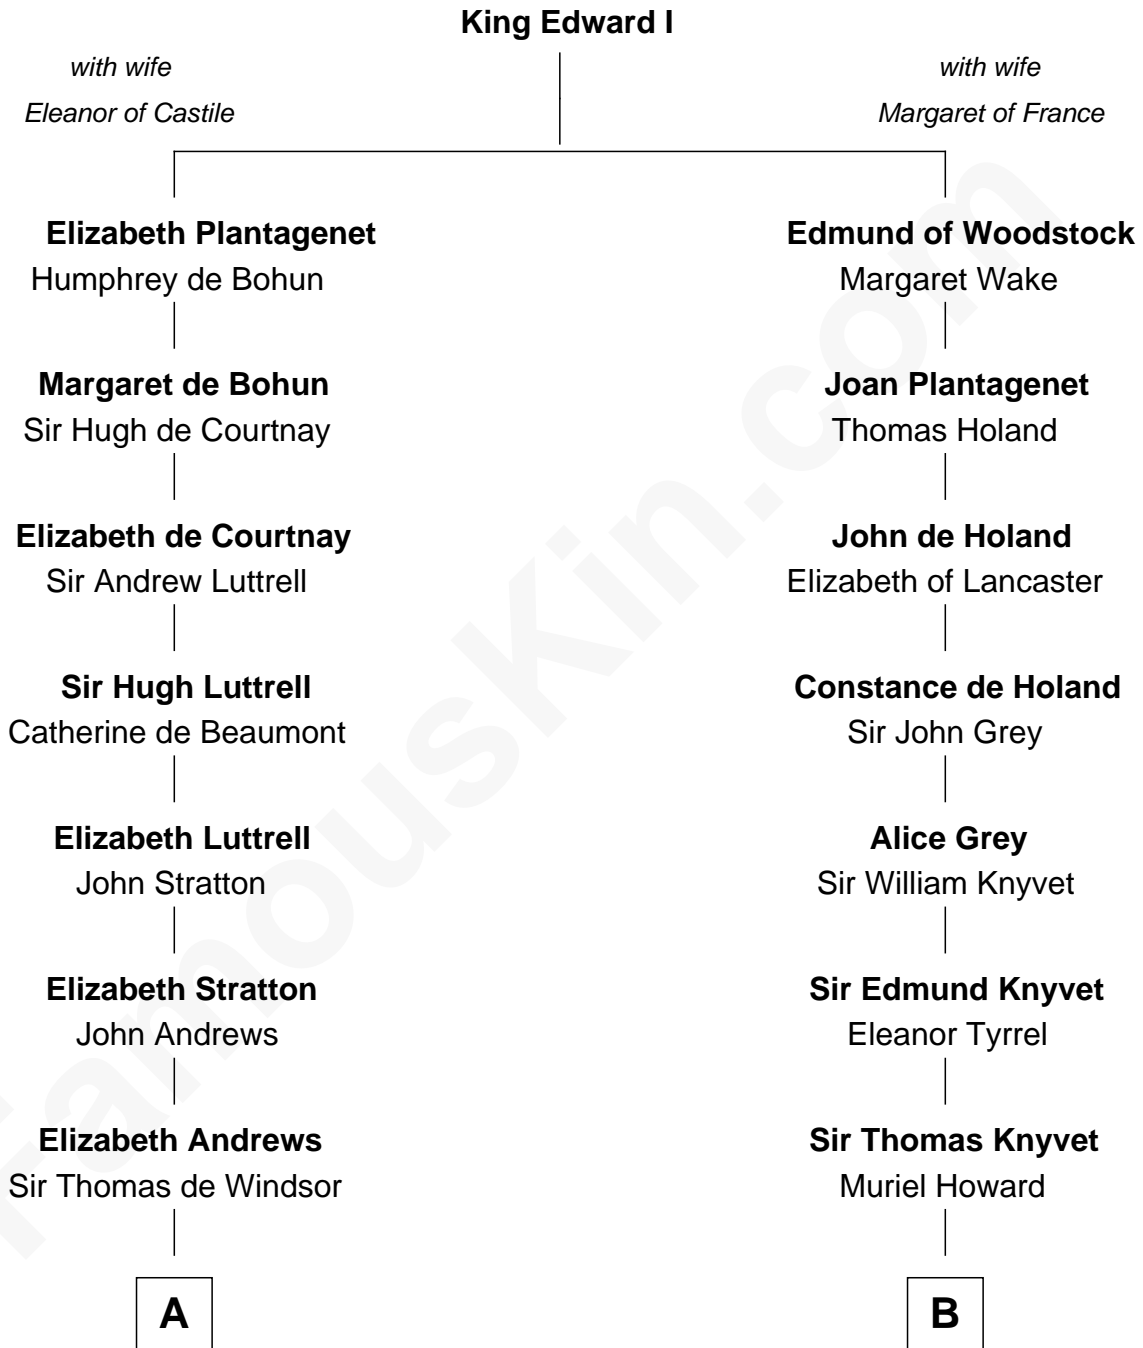 King Edward I
with wife
Eleanor of Castile
with wife
Margaret of France
Elizabeth Plantagenet
Humphrey de Bohun
Edmund of Woodstock
Margaret Wake
Margaret de Bohun
Sir Hugh de Courtnay
Joan Plantagenet
Thomas Holand
Elizabeth de Courtnay
Sir Andrew Luttrell
John de Holand
Elizabeth of Lancaster
Sir Hugh Luttrell
Catherine de Beaumont
Constance de Holand
Sir John Grey
Elizabeth Luttrell
John Stratton
Alice Grey
Sir William Knyvet
Elizabeth Stratton
John Andrews
Sir Edmund Knyvet
Eleanor Tyrrel
Elizabeth Andrews
Sir Thomas de Windsor
Sir Thomas Knyvet
Muriel Howard
A
B
FamousKin.com